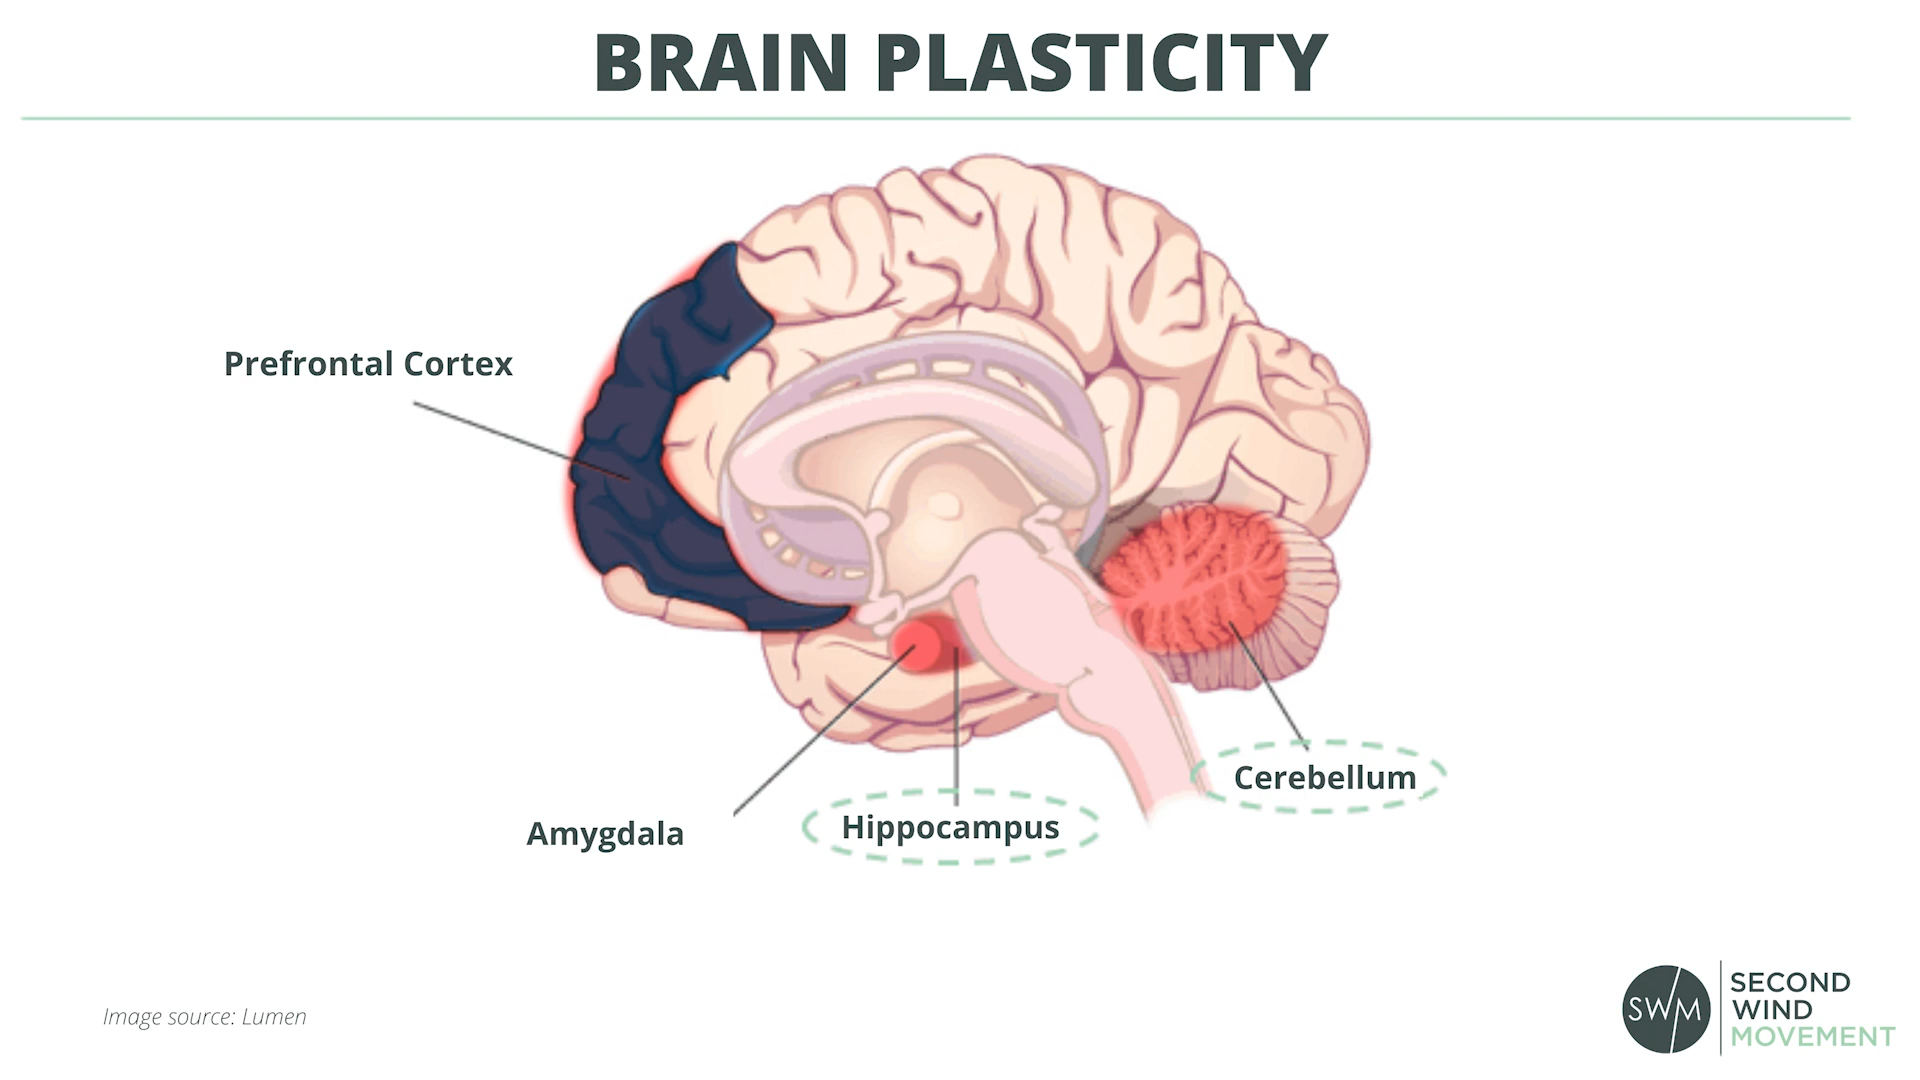 BRAIN PLASTICITY
Prefrontal Cortex
Amygdala
Hippocampus
Cerebellum
Image source: Lumen
SWM
SECOND
WIND
MOVEMENT